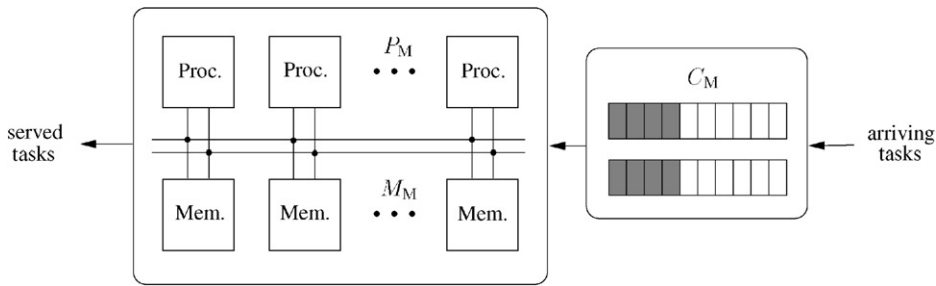 P_M
Proc. Proc. • • • Proc.
C_M
served tasks
arriving tasks
M_M
Mem. Mem. • • • Mem.